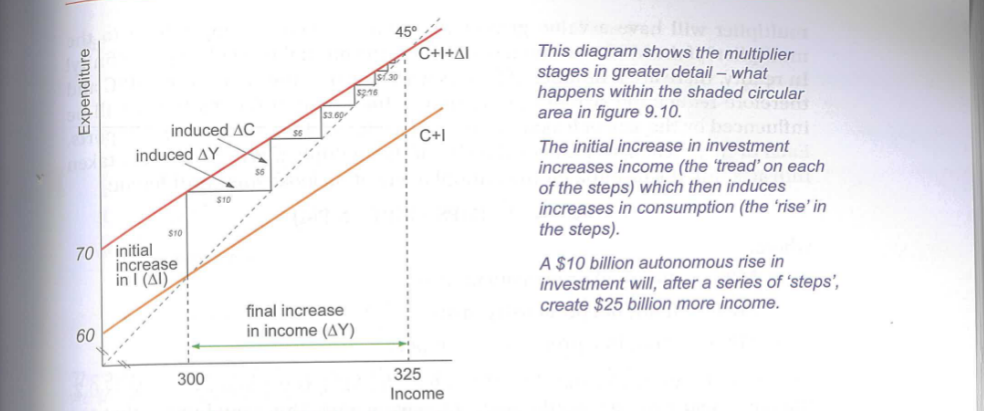 45°
C+I+ΔI
Expenditure
$1.30
$2.16
$3.60
induced ΔC
$6
C+I
induced ΔY
$6
$10
$10
70
initial
increase
in I (ΔI)
final increase
in income (ΔY)
60
300
325
Income
This diagram shows the multiplier
stages in greater detail – what
happens within the shaded circular
area in figure 9.10.
The initial increase in investment
increases income (the ‘tread’ on each
of the steps) which then induces
increases in consumption (the ‘rise’ in
the steps).
A $10 billion autonomous rise in
investment will, after a series of ‘steps’,
create $25 billion more income.